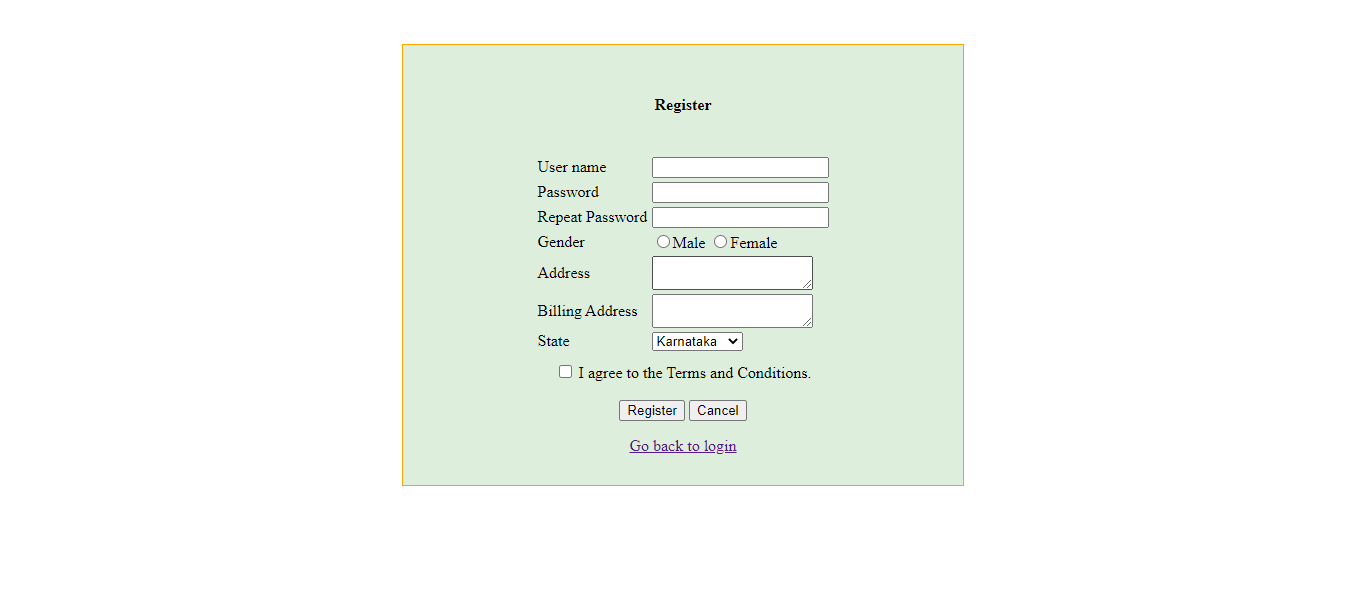 Register
User name
Password
Repeat Password
Gender Male Female
Address
Billing Address
State Karnataka
I agree to the Terms and Conditions.
Register Cancel
Go back to login